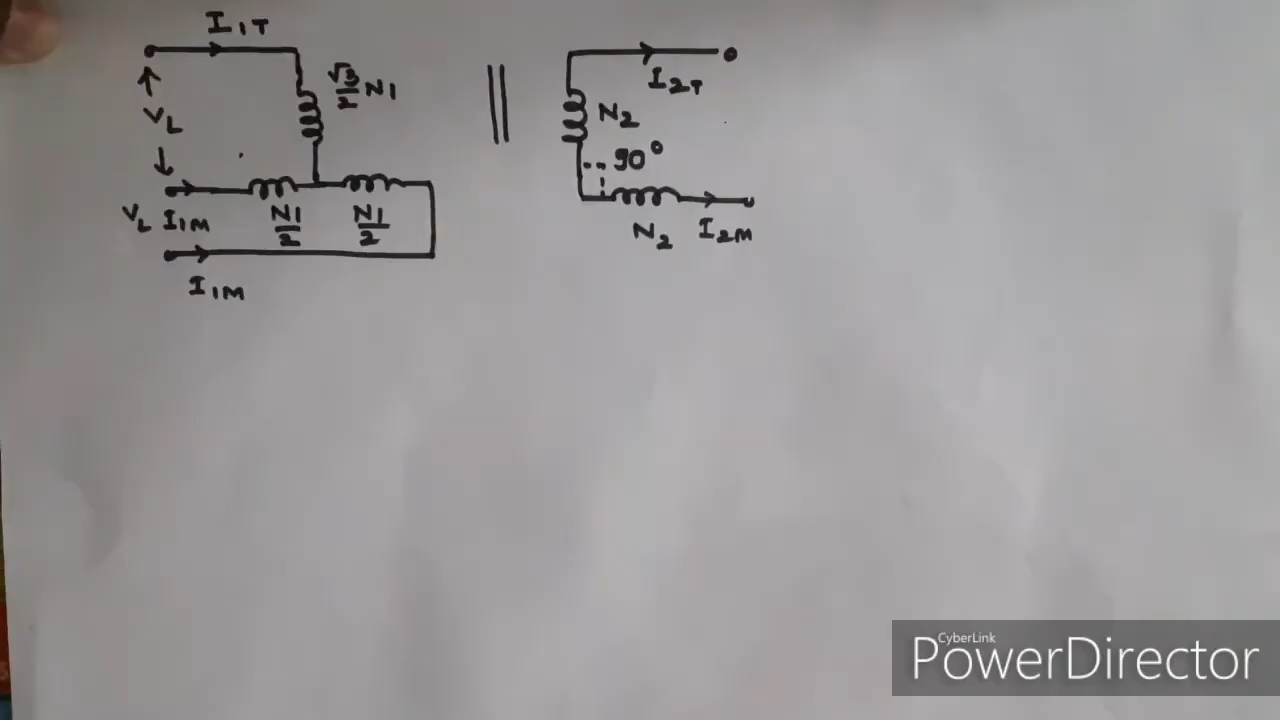 I1T
√3/2 N1
VL
I2T
N2
90°
VL I1M
N1/2
N1/2
N2
I2M
I1M
CyberLink
PowerDirector